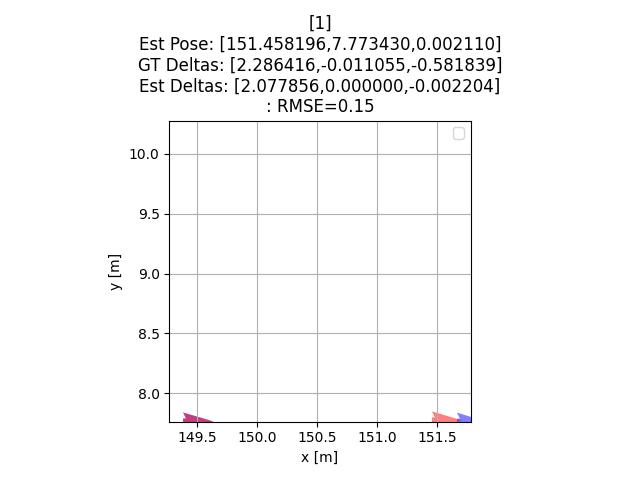 [1]
Est Pose: [151.458196,7.773430,0.002110]
GT Deltas: [2.286416,-0.011055,-0.581839]
Est Deltas: [2.077856,0.000000,-0.002204]
: RMSE=0.15
10.0
9.5
9.0
8.5
8.0
y [m]
149.5 150.0 150.5 151.0 151.5
x [m]